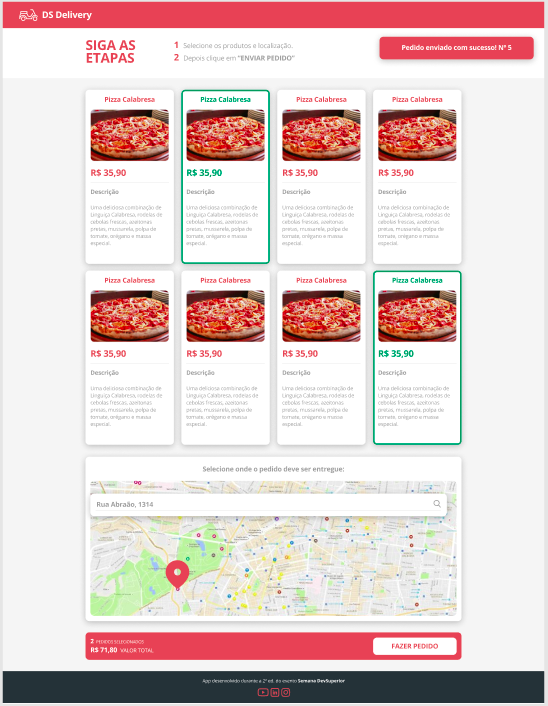 DS Delivery
SIGA AS
ETAPAS
1 Selecione os produtos e localização.
2 Depois clique em "ENVIAR PEDIDO"
Pedido enviado com sucesso! Nº 5
Pizza Calabresa
R$ 35,90
Descrição
Uma deliciosa combinação de
Linguiça Calabresa, rodelas de
cebolas frescas, azeitonas
pretas, mussarela, polpa de
tomate, orégano e massa
especial.
Pizza Calabresa
R$ 35,90
Descrição
Uma deliciosa combinação de
Linguiça Calabresa, rodelas de
cebolas frescas, azeitonas
pretas, mussarela, polpa de
tomate, orégano e massa
especial.
Pizza Calabresa
R$ 35,90
Descrição
Uma deliciosa combinação de
Linguiça Calabresa, rodelas de
cebolas frescas, azeitonas
pretas, mussarela, polpa de
tomate, orégano e massa
especial.
Pizza Calabresa
R$ 35,90
Descrição
Uma deliciosa combinação de
Linguiça Calabresa, rodelas de
cebolas frescas, azeitonas
pretas, mussarela, polpa de
tomate, orégano e massa
especial.
Pizza Calabresa
R$ 35,90
Descrição
Uma deliciosa combinação de
Linguiça Calabresa, rodelas de
cebolas frescas, azeitonas
pretas, mussarela, polpa de
tomate, orégano e massa
especial.
Pizza Calabresa
R$ 35,90
Descrição
Uma deliciosa combinação de
Linguiça Calabresa, rodelas de
cebolas frescas, azeitonas
pretas, mussarela, polpa de
tomate, orégano e massa
especial.
Pizza Calabresa
R$ 35,90
Descrição
Uma deliciosa combinação de
Linguiça Calabresa, rodelas de
cebolas frescas, azeitonas
pretas, mussarela, polpa de
tomate, orégano e massa
especial.
Pizza Calabresa
R$ 35,90
Descrição
Uma deliciosa combinação de
Linguiça Calabresa, rodelas de
cebolas frescas, azeitonas
pretas, mussarela, polpa de
tomate, orégano e massa
especial.
Selecione onde o pedido deve ser entregue:
Rua Abraão, 1314
2 PEDIDOS SELECIONADOS
R$ 71,80 VALOR TOTAL
FAZER PEDIDO
App desenvolvido durante a 2ª ed. do evento Semana DevSuperior